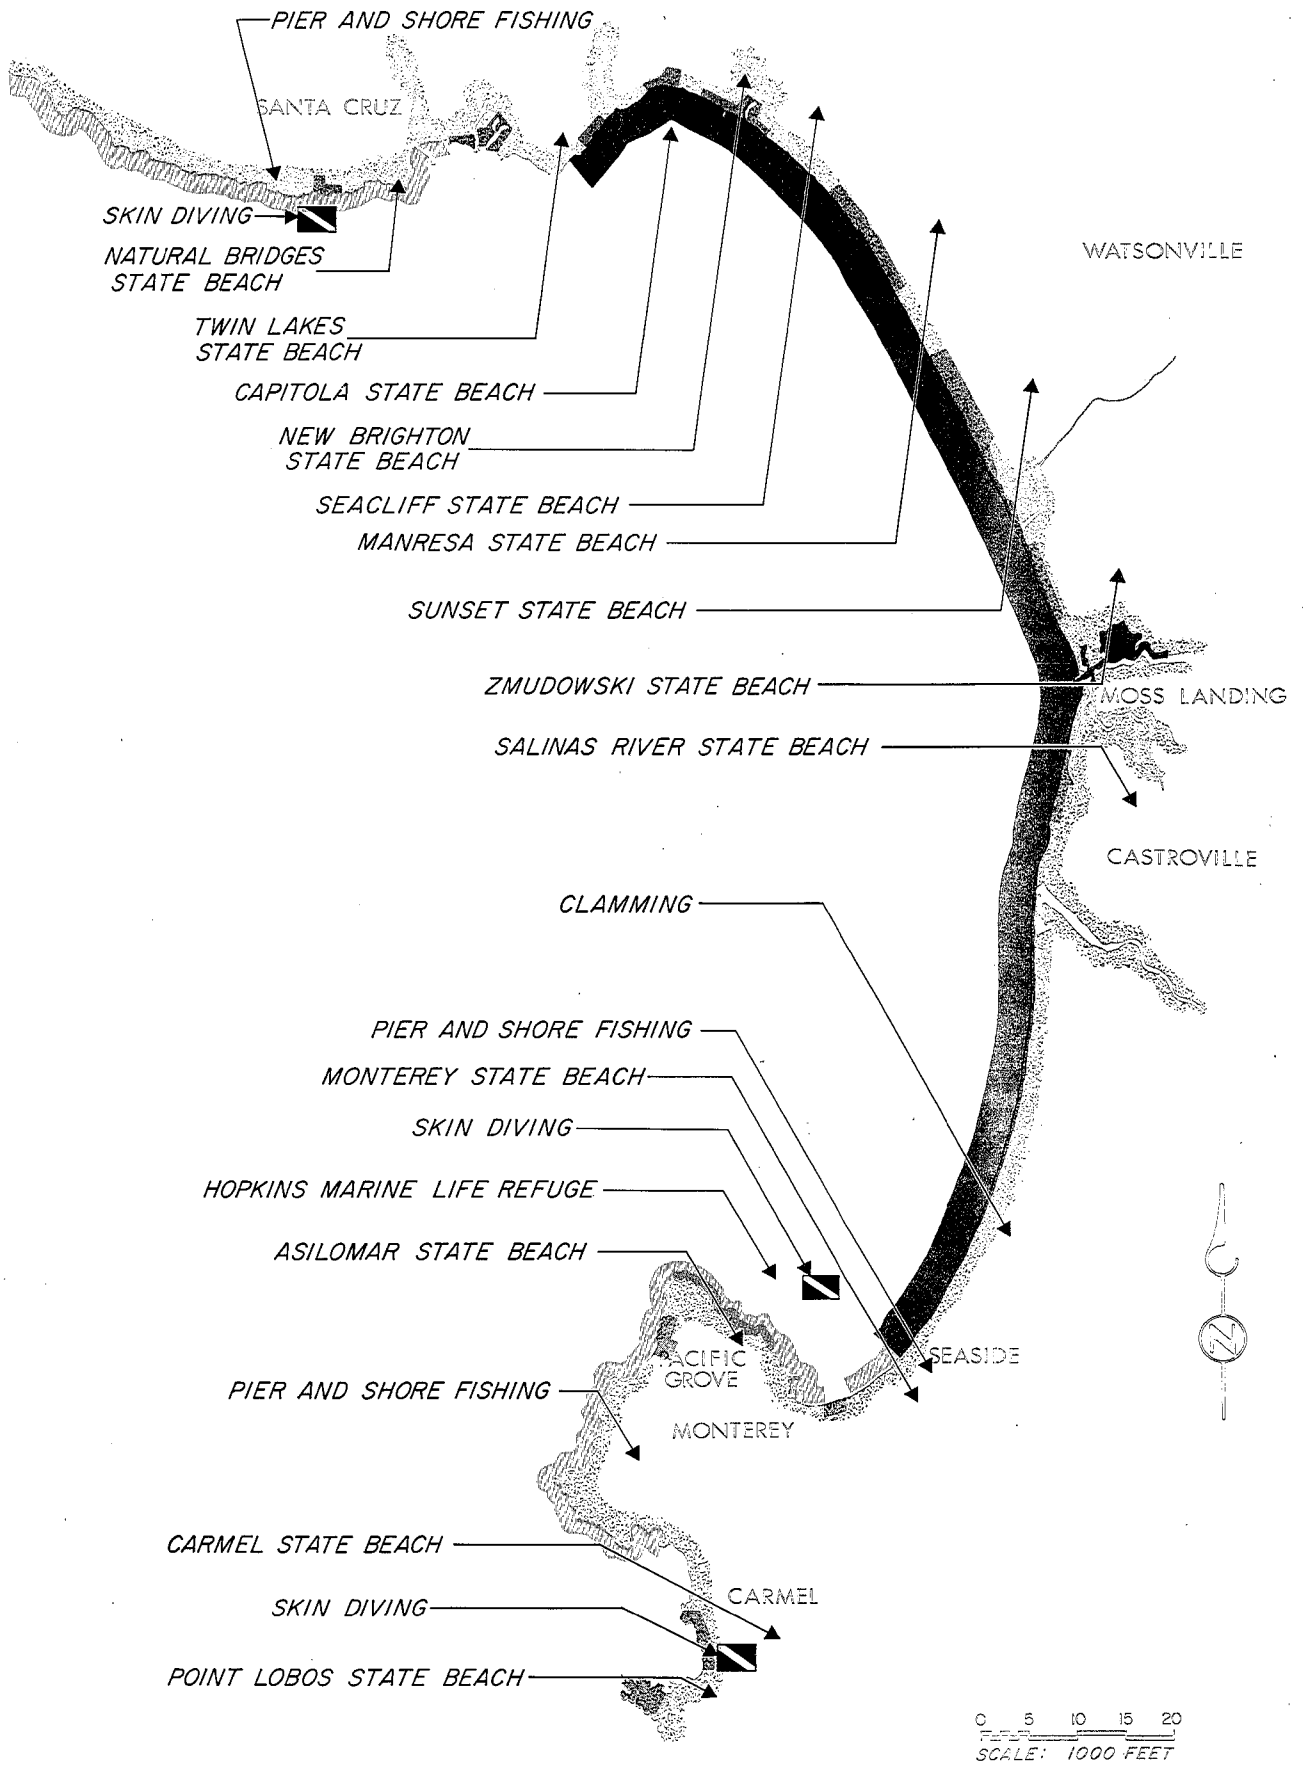 PIER AND SHORE FISHING
SANTA CRUZ
SKIN DIVING
NATURAL BRIDGES
STATE BEACH
WATSONVILLE
TWIN LAKES
STATE BEACH
CAPITOLA STATE BEACH
NEW BRIGHTON
STATE BEACH
SEACLIFF STATE BEACH
MANRESA STATE BEACH
SUNSET STATE BEACH
ZMUDOWSKI STATE BEACH
MOSS LANDING
SALINAS RIVER STATE BEACH
CASTROVILLE
CLAMMING
PIER AND SHORE FISHING
MONTEREY STATE BEACH
SKIN DIVING
HOPKINS MARINE LIFE REFUGE
ASILOMAR STATE BEACH
SEASIDE
PACIFIC
GROVE
PIER AND SHORE FISHING
MONTEREY
N
CARMEL STATE BEACH
CARMEL
SKIN DIVING
POINT LOBOS STATE BEACH
0 5 10 15 20
SCALE: 1000 FEET